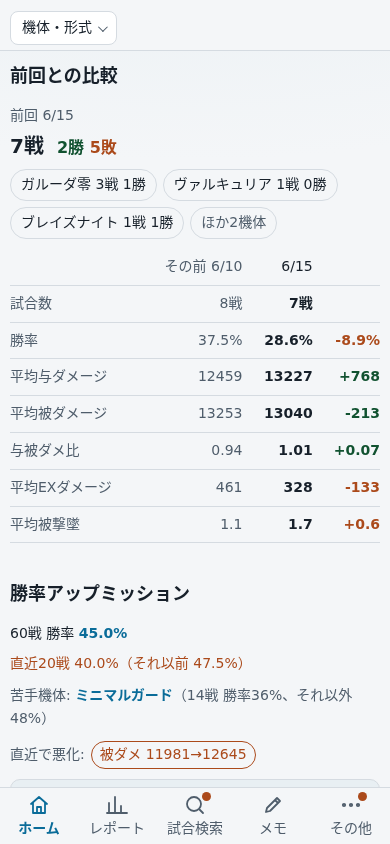 機体・形式
前回との比較
前回 6/15
7戦 2勝 5敗
ガルーダ零 3戦 1勝 ヴァルキュリア 1戦 0勝
ブレイズナイト 1戦 1勝 ほか2機体
その前 6/10 6/15
試合数 8戦 7戦
勝率 37.5% 28.6% -8.9%
平均与ダメージ 12459 13227 +768
平均被ダメージ 13253 13040 -213
与被ダメ比 0.94 1.01 +0.07
平均EXダメージ 461 328 -133
平均被撃墜 1.1 1.7 +0.6
勝率アップミッション
60戦 勝率 45.0%
直近20戦 40.0%（それ以前 47.5%）
苦手機体: ミニマルガード（14戦 勝率36%、それ以外
48%）
直近で悪化: 被ダメ 11981→12645
ホーム レポート 試合検索 メモ その他